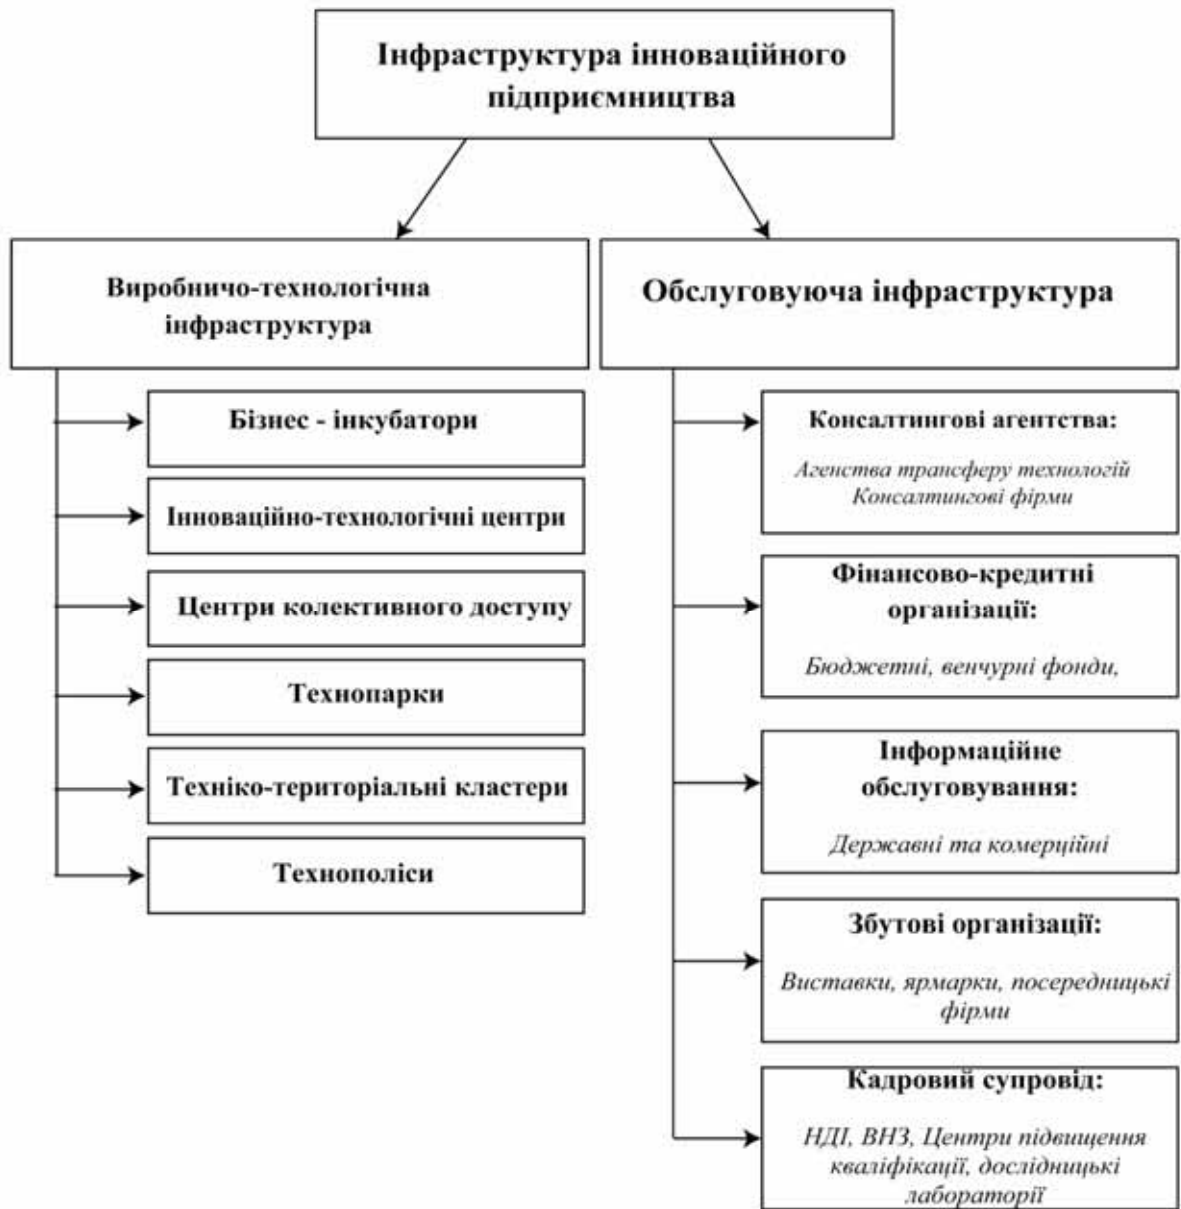 Інфраструктура інноваційного
підприємництва
Виробничо-технологічна
інфраструктура
Бізнес - інкубатори
Інноваційно-технологічні центри
Центри колективного доступу
Технопарки
Техніко-територіальні кластери
Технополіси
Обслуговуюча інфраструктура
Консалтингові агентства:
Агенства трансферу технологій
Консалтингові фірми
Фінансово-кредитні
організації:
Бюджетні, венчурні фонди,
Інформаційне
обслуговування:
Державні та комерційні
Збутові організації:
Виставки, ярмарки, посередницькі
фірми
Кадровий супровід:
НДІ, ВНЗ, Центри підвищення
кваліфікації, дослідницькі
лабораторії